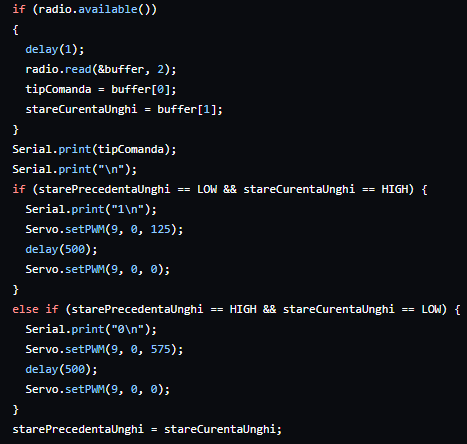 if (radio.available())
{
delay(1);
radio.read(&buffer, 2);
tipComanda = buffer[0];
stareCurentaUnghi = buffer[1];
}
Serial.print(tipComanda);
Serial.print("\n");
if (starePrecedentaUnghi == LOW && stareCurentaUnghi == HIGH) {
Serial.print("1\n");
Servo.setPWM(9, 0, 125);
delay(500);
Servo.setPWM(9, 0, 0);
}
else if (starePrecedentaUnghi == HIGH && stareCurentaUnghi == LOW) {
Serial.print("0\n");
Servo.setPWM(9, 0, 575);
delay(500);
Servo.setPWM(9, 0, 0);
}
starePrecedentaUnghi = stareCurentaUnghi;